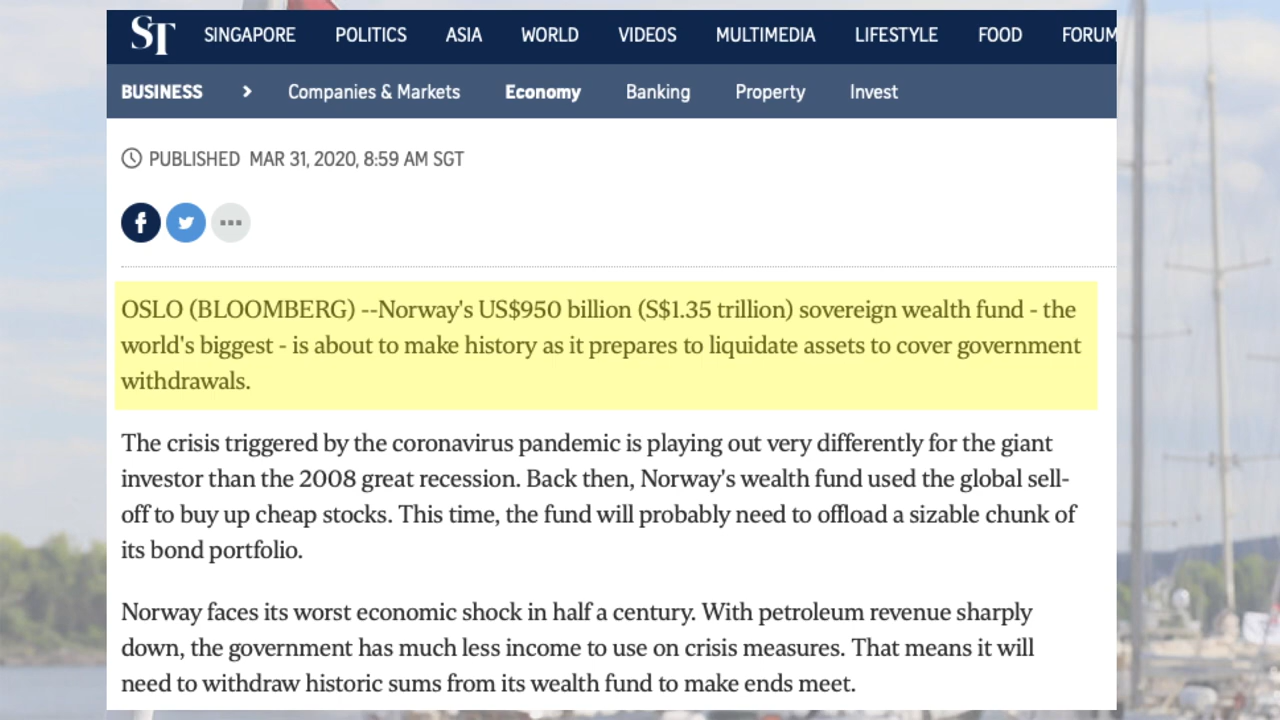 ST SINGAPORE POLITICS ASIA WORLD VIDEOS MULTIMEDIA LIFESTYLE FOOD FORUM
BUSINESS > Companies & Markets Economy Banking Property Invest
PUBLISHED MAR 31, 2020, 8:59 AM SGT
OSLO (BLOOMBERG) --Norway's US$950 billion (S$1.35 trillion) sovereign wealth fund - the
world's biggest - is about to make history as it prepares to liquidate assets to cover government
withdrawals.
The crisis triggered by the coronavirus pandemic is playing out very differently for the giant
investor than the 2008 great recession. Back then, Norway's wealth fund used the global sell-
off to buy up cheap stocks. This time, the fund will probably need to offload a sizable chunk of
its bond portfolio.
Norway faces its worst economic shock in half a century. With petroleum revenue sharply
down, the government has much less income to use on crisis measures. That means it will
need to withdraw historic sums from its wealth fund to make ends meet.